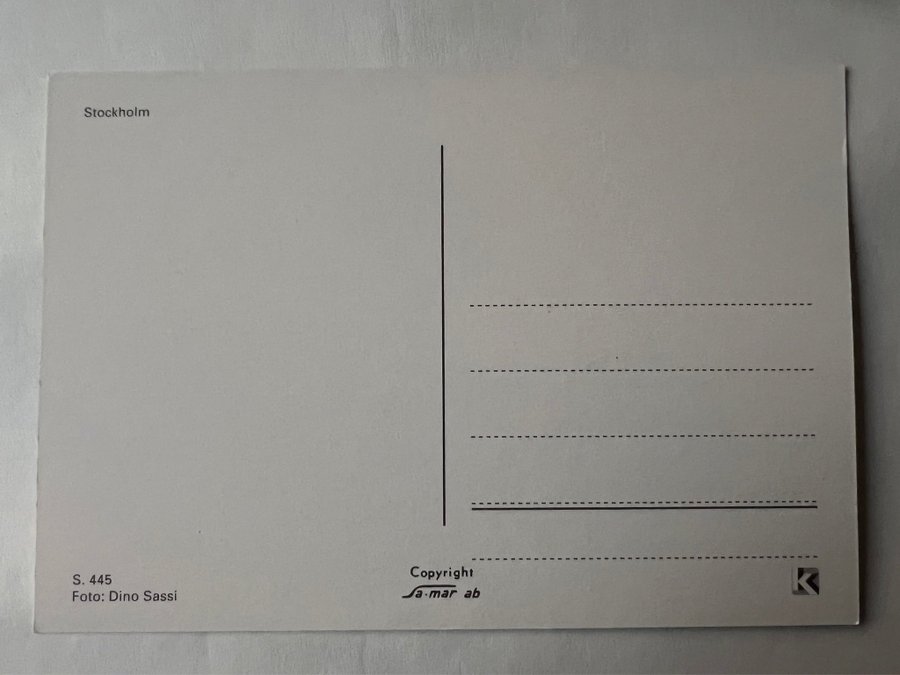 Stockholm
S. 445
Foto: Dino Sassi
Copyright
Sa-mar ab
K